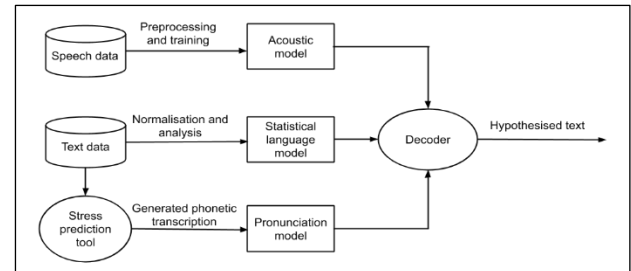 Speech data
Preprocessing
and training
Acoustic
model
Text data
Normalisation and
analysis
Statistical
language
model
Decoder
Hypothesised text
Stress
prediction
tool
Generated phonetic
transcription
Pronunciation
model